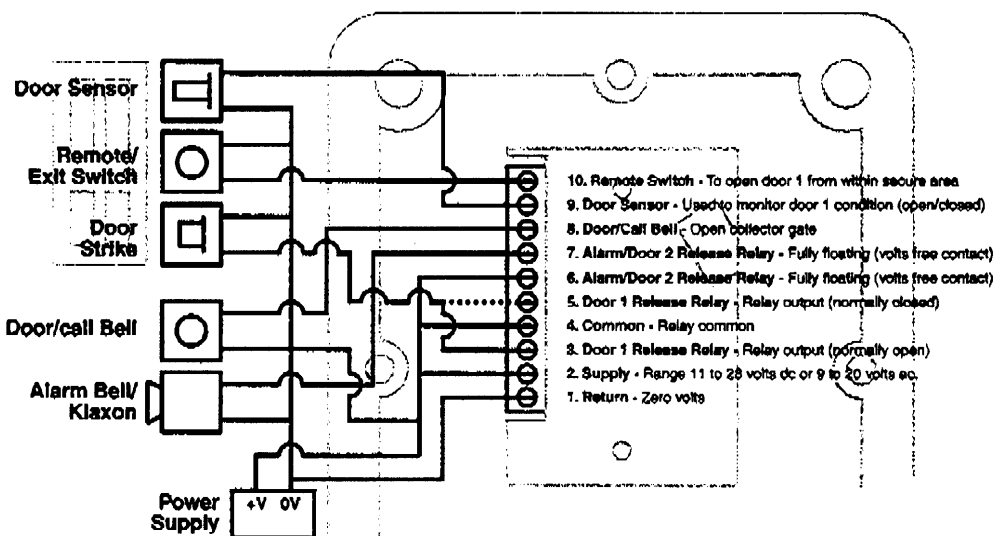 Door Sensor
Remote/
Exit Switch
Door
Strike
Door/call Bell
Alarm Bell/
Klaxon
Power
Supply
+V 0V
10. Remote Switch - To open door 1 from within secure area
9. Door Sensor - Used to monitor door 1 condition (open/closed)
8. Door/Call Bell - Open collector gate
7. Alarm/Door 2 Release Relay - Fully floating (volts free contact)
6. Alarm/Door 2 Release Relay - Fully floating (volts free contact)
5. Door 1 Release Relay - Relay output (normally closed)
4. Common - Relay common
3. Door 1 Release Relay - Relay output (normally open)
2. Supply - Range 11 to 28 volts dc or 9 to 20 volts ac.
1. Return - Zero volts